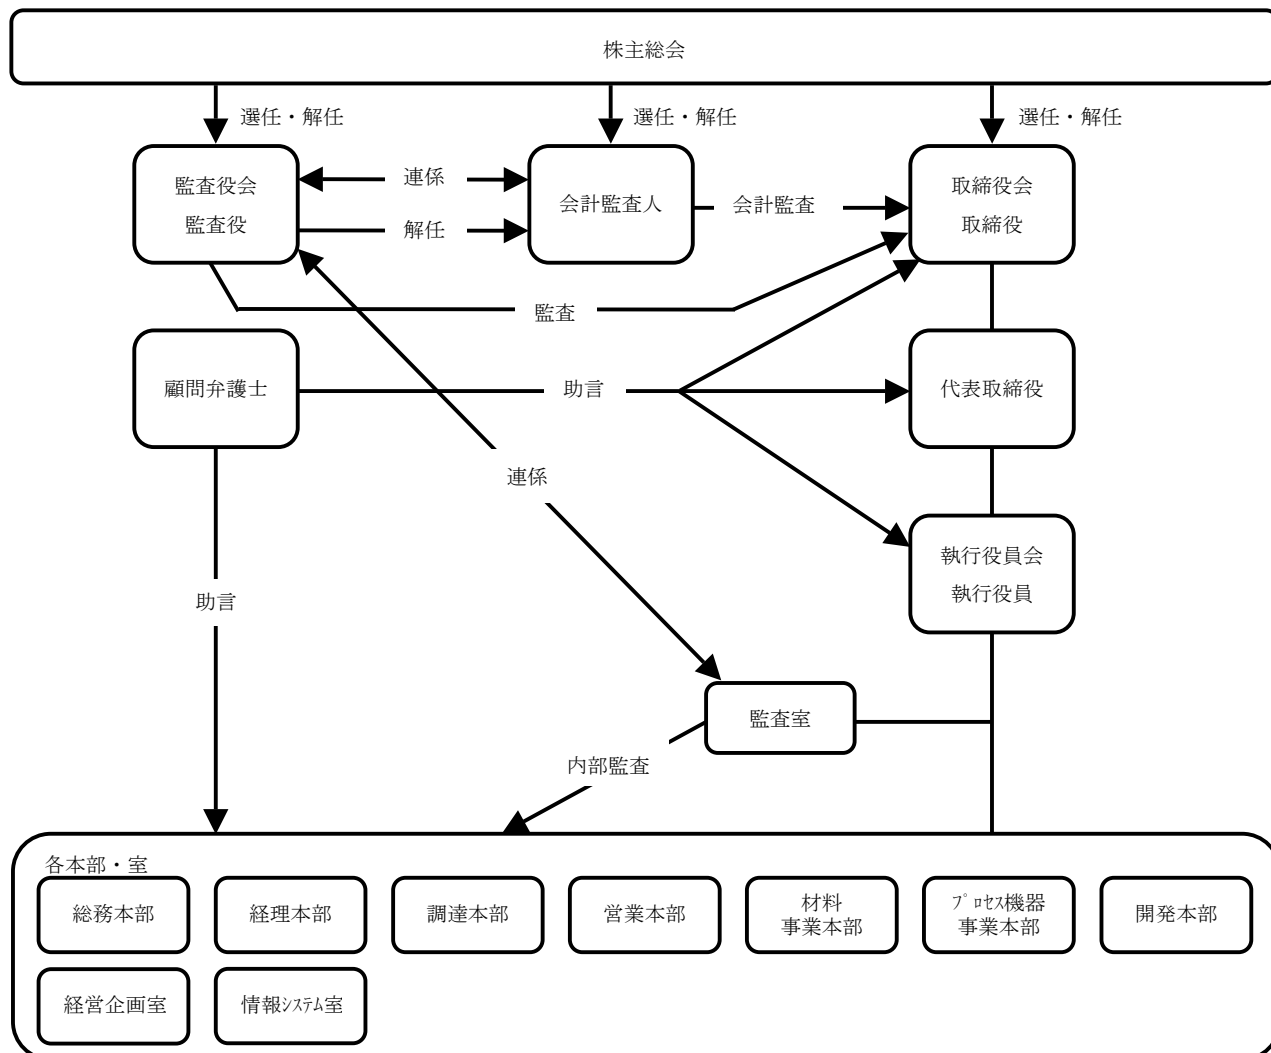 株主総会
選任・解任
選任・解任
選任・解任
監査役会
監査役
連係
解任
会計監査人
会計監査
取締役会
取締役
監査
顧問弁護士
助言
代表取締役
連係
執行役員会
執行役員
助言
監査室
内部監査
各本部・室
総務本部
経理本部
調達本部
営業本部
材料
事業本部
ﾌﾟﾛｾｽ機器
事業本部
開発本部
経営企画室
情報ｼｽﾃﾑ室